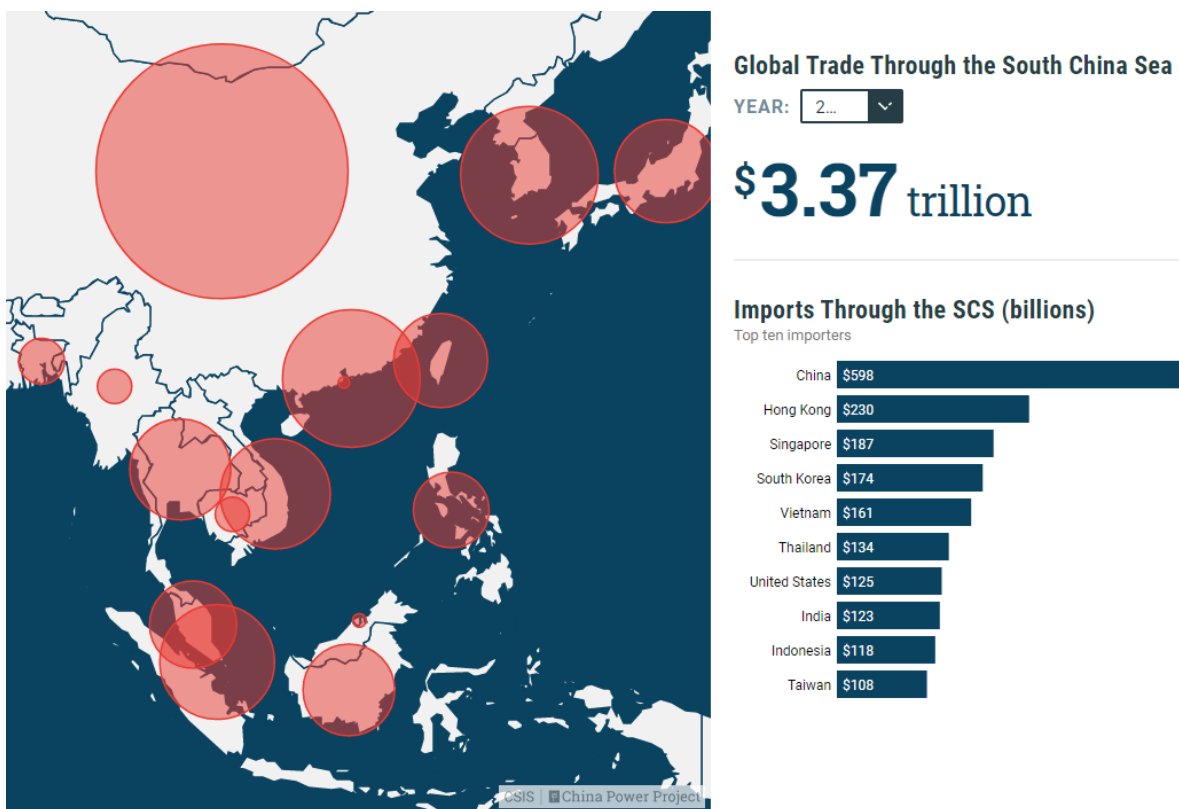 Global Trade Through the South China Sea
YEAR: 2...
$3.37 trillion
Imports Through the SCS (billions)
Top ten importers
China $598
Hong Kong $230
Singapore $187
South Korea $174
Vietnam $161
Thailand $134
United States $125
India $123
Indonesia $118
Taiwan $108
CSIS | China Power Project